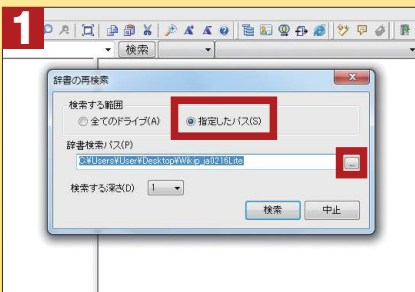 1
検索
辞書の再検索
検索する範囲
全てのドライブ(A)
指定したパス(S)
辞書検索パス(P)
C:¥Users¥User¥Desktop¥Wikip_ja0216Lite
...
検索する深さ(D)
1
検索
中止